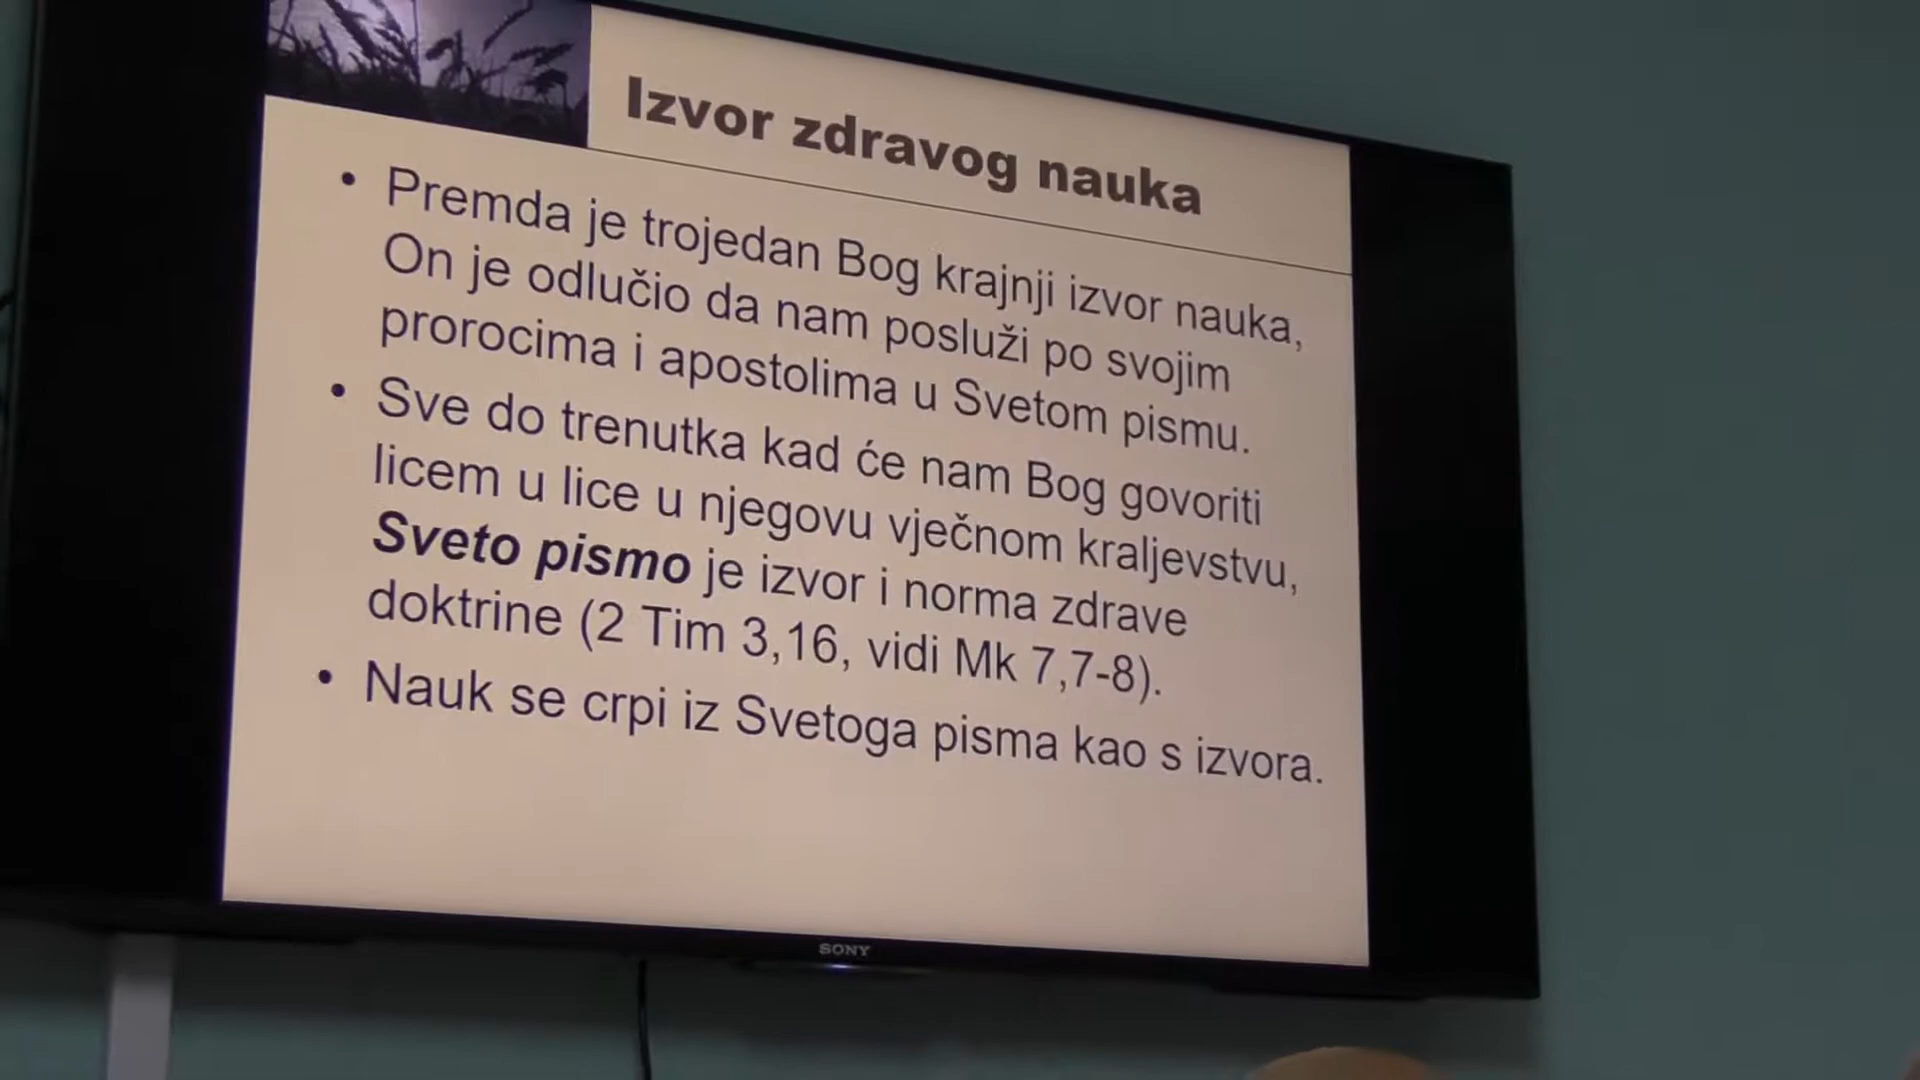 Izvor zdravog nauka
• Premda je trojedan Bog krajnji izvor nauka,
On je odlučio da nam posluži po svojim
prorocima i apostolima u Svetom pismu.
• Sve do trenutka kad će nam Bog govoriti
licem u lice u njegovu vječnom kraljevstvu,
Sveto pismo je izvor i norma zdrave
doktrine (2 Tim 3,16, vidi Mk 7,7-8).
• Nauk se crpi iz Svetoga pisma kao s izvora.
SONY